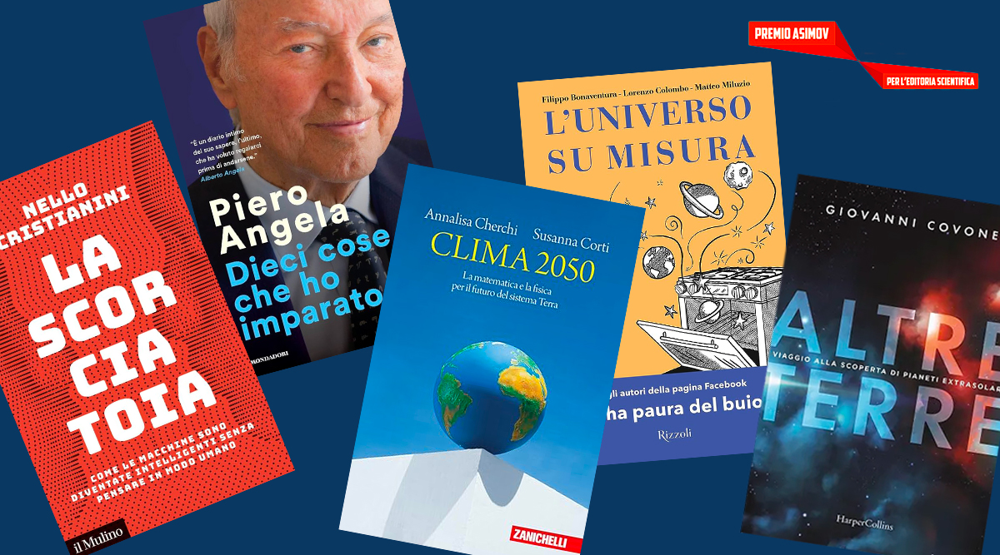 PREMIO ASIMOV
PER L'EDITORIA SCIENTIFICA
NELLO
CRISTIANINI
LA
SCOR
CIA
TOIA
COME LE MACCHINE SONO
DIVENTATE INTELLIGENTI SENZA
PENSARE IN MODO UMANO
il Mulino
"È un diario intimo
del suo sapere, l'ultimo,
che ha voluto regalarci
prima di andarsene."
Alberto Angela
Piero
Angela
Dieci cose
che ho
imparato
MONDADORI
Annalisa Cherchi Susanna Corti
CLIMA 2050
La matematica e la fisica
per il futuro del sistema Terra
ZANICHELLI
Filippo Bonaventura - Lorenzo Colombo - Matteo Miluzio
L'UNIVERSO
SU MISURA
gli autori della pagina Facebook
ha paura del buio
Rizzoli
GIOVANNI COVONE
ALTRE
VIAGGIO ALLA SCOPERTA DI PIANETI EXTRASOLAR
TERRE
HarperCollins